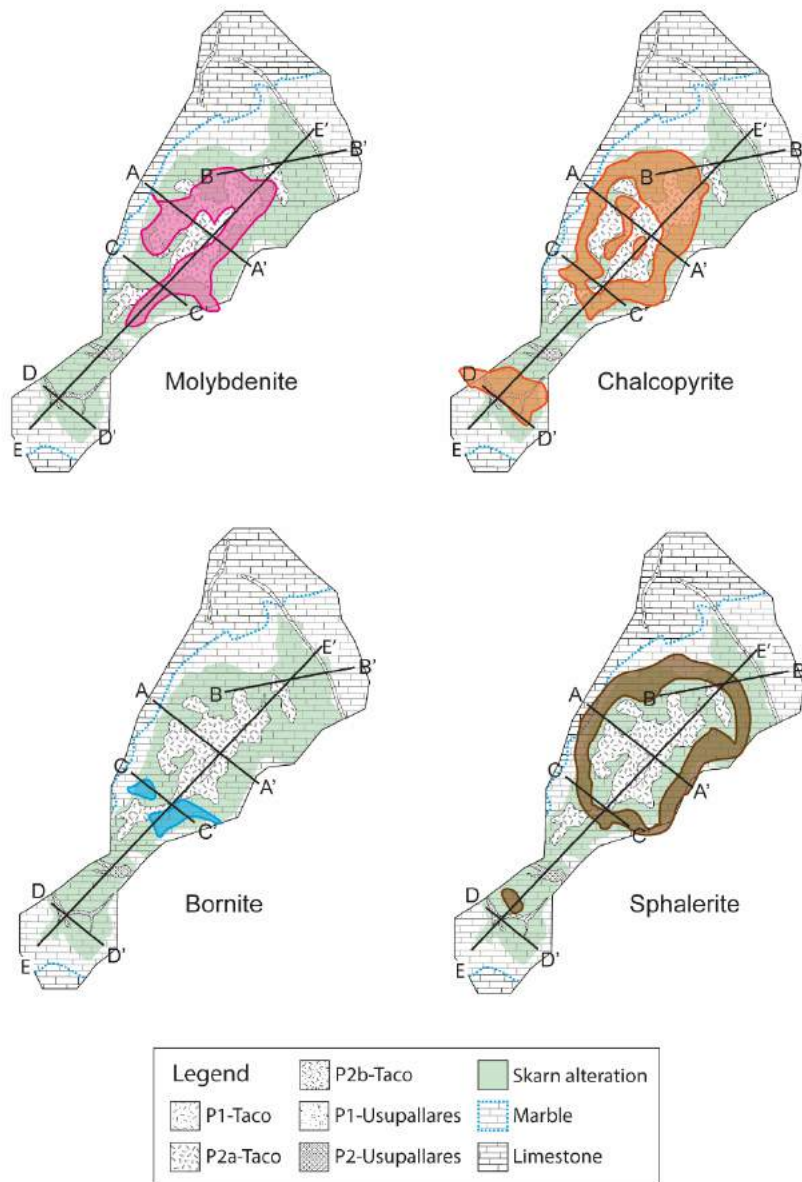 E'
B'
B
A
C
A'
C'
D
Molybdenite
D'
E
E'
B
B
A
C
A'
C'
D
Chalcopyrite
D'
E
E'
B'
A
B
C
A'
C'
D
Bornite
D'
E
E'
B
A
B
C
A'
C
D
Sphalerite
D'
E
Legend
P1-Taco
P2a-Taco
P2b-Taco
P1-Usupallares
P2-Usupallares
Skarn alteration
Marble
Limestone